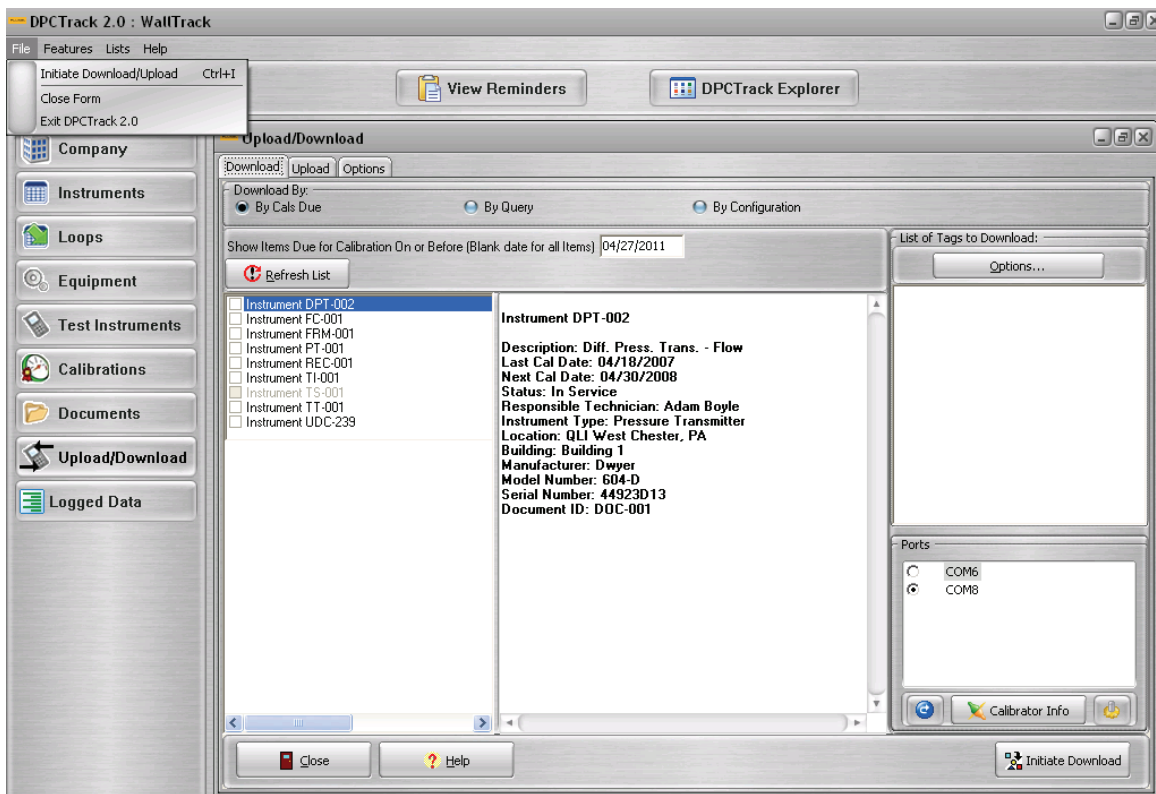 DPCTrack 2.0 : WallTrack
File Features Lists Help
Initiate Download/Upload Ctrl+I
Close Form
Exit DPCTrack 2.0
View Reminders
DPCTrack Explorer
Company
Instruments
Loops
Equipment
Test Instruments
Calibrations
Documents
Upload/Download
Logged Data
Upload/Download
Download Upload Options
Download By:
By Cals Due By Query By Configuration
Show Items Due for Calibration On or Before (Blank date for all Items) 04/27/2011
Refresh List
Instrument DPT-002
Instrument FC-001
Instrument FRM-001
Instrument PT-001
Instrument REC-001
Instrument TI-001
Instrument TS-001
Instrument TT-001
Instrument UDC-239
Instrument DPT-002
Description: Diff. Press. Trans. - Flow
Last Cal Date: 04/18/2007
Next Cal Date: 04/30/2008
Status: In Service
Responsible Technician: Adam Boyle
Instrument Type: Pressure Transmitter
Location: QLI West Chester, PA
Building: Building 1
Manufacturer: Dwyer
Model Number: 604-D
Serial Number: 44923D13
Document ID: DOC-001
List of Tags to Download:
Options...
Ports
COM6
COM8
Calibrator Info
Close
Help
Initiate Download